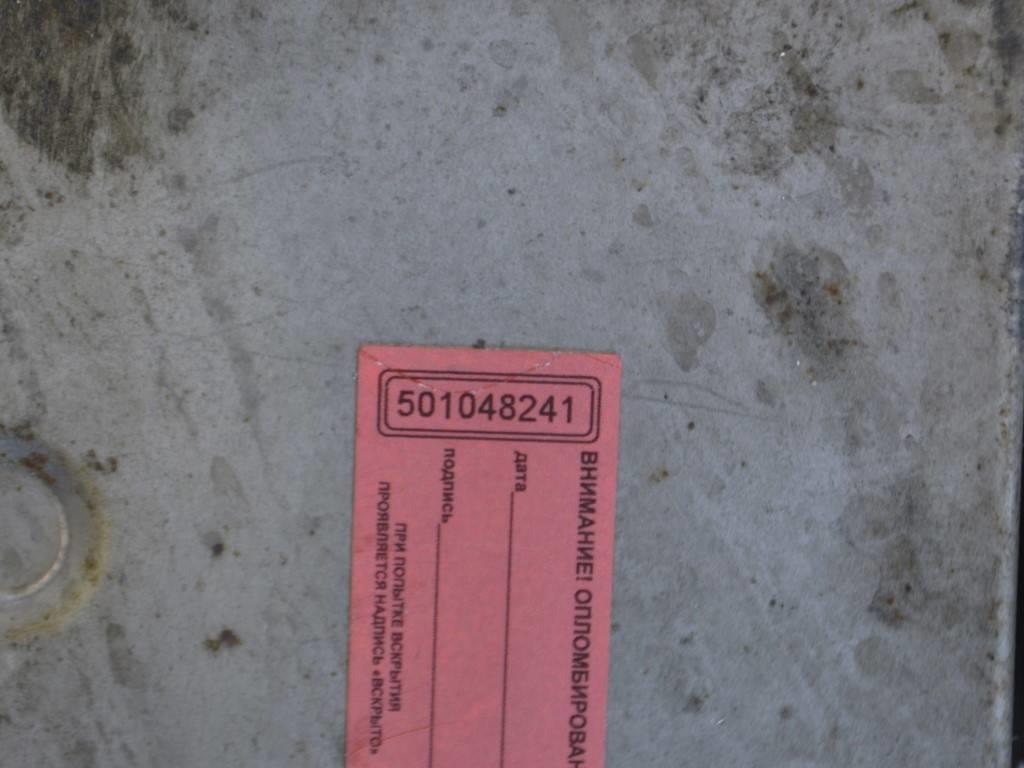 501048241
ВНИМАНИЕ! ОПЛОМБИРОВАН
дата
подпись
ПРИ ПОПЫТКЕ ВСКРЫТИЯ
ПРОЯВЛЯЕТСЯ НАДПИСЬ «ВСКРЫТО»